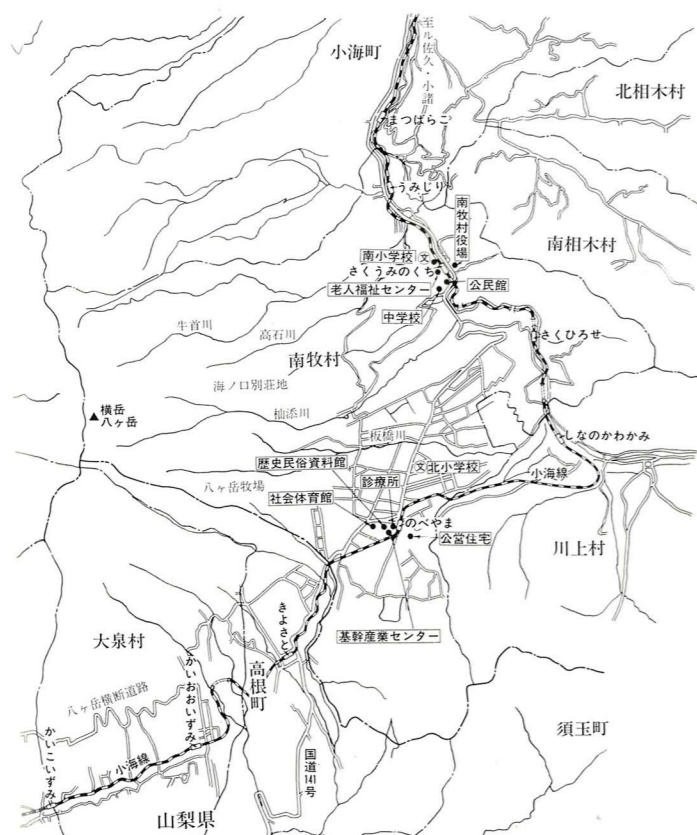 小海町
至ル佐久・小諸
北相木村
まつばらこ
うみじり
南牧村役場
南相木村
南小学校
文
さくうみのくち
老人福祉センター
公民館
中学校
さくひろせ
牛首川
高石川
南牧村
海ノ口別荘地
横岳
八ヶ岳
杣添川
板橋川
しなのかわかみ
歴史民俗資料館
文北小学校
診療所
小海線
八ヶ岳牧場
社会体育館
のべやま
公営住宅
川上村
基幹産業センター
きよさと
大泉村
高根町
かいおおいずみ
八ヶ岳横断道路
須玉町
かいこいずみ
小海線
国道141号
山梨県